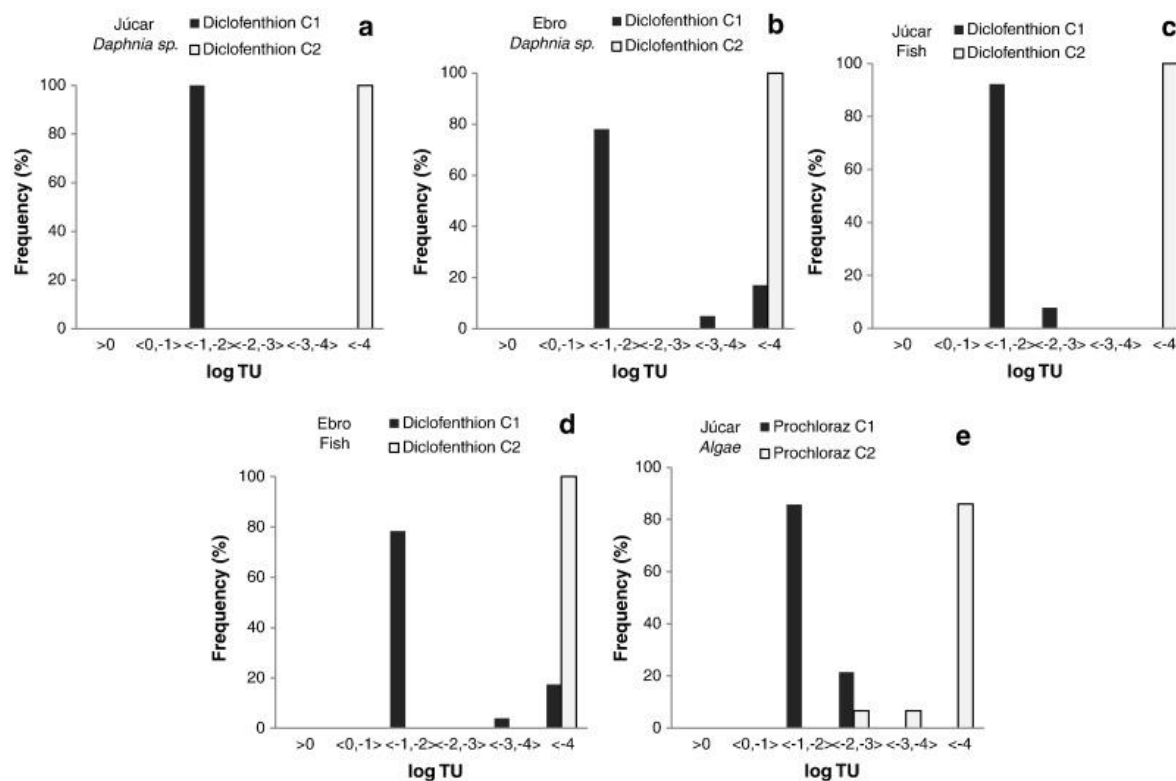 Júcar
Daphnia sp.
Diclofenthion C1
Diclofenthion C2
a
Frequency (%)
100
80
60
40
20
0
>0 <0,-1> <-1,-2> <-2,-3> <-3,-4> <-4
log TU
Ebro
Daphnia sp.
Diclofenthion C1
Diclofenthion C2
b
Frequency (%)
100
80
60
40
20
0
>0 <0,-1> <-1,-2> <-2,-3> <-3,-4> <-4
log TU
Júcar
Fish
Diclofenthion C1
Diclofenthion C2
c
Frequency (%)
100
80
60
40
20
0
>0 <0,-1> <-1,-2> <-2,-3> <-3,-4> <-4
log TU
Ebro
Fish
Diclofenthion C1
Diclofenthion C2
d
Frequency (%)
100
80
60
40
20
0
>0 <0,-1> <-1,-2> <-2,-3> <-3,-4> <-4
log TU
Júcar
Algae
Prochloraz C1
Prochloraz C2
e
Frequency (%)
100
80
60
40
20
0
>0 <0,-1> <-1,-2> <-2,-3> <-3,-4> <-4
log TU